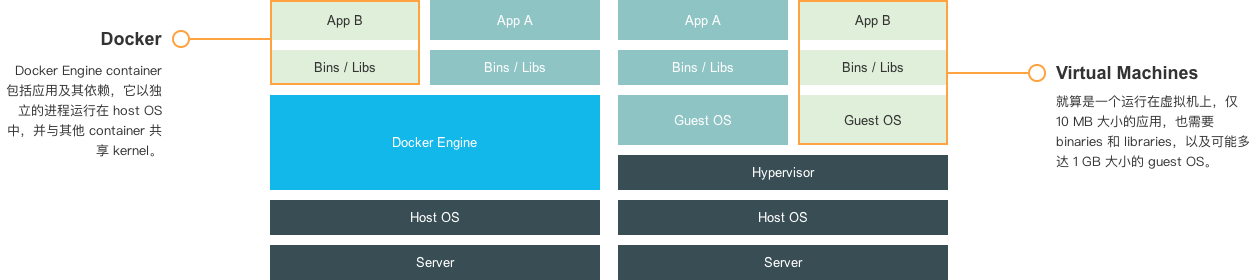 Docker
Docker Engine container
包括应用及其依赖，它以独
立的进程运行在 host OS
中，并与其他 container 共
享 kernel。
App B
App A
Bins / Libs
Bins / Libs
Docker Engine
Host OS
Server
App A
App B
Bins / Libs
Bins / Libs
Guest OS
Guest OS
Hypervisor
Host OS
Server
Virtual Machines
就算是一个运行在虚拟机上，仅
10 MB 大小的应用，也需要
binaries 和 libraries，以及可能多
达 1 GB 大小的 guest OS。